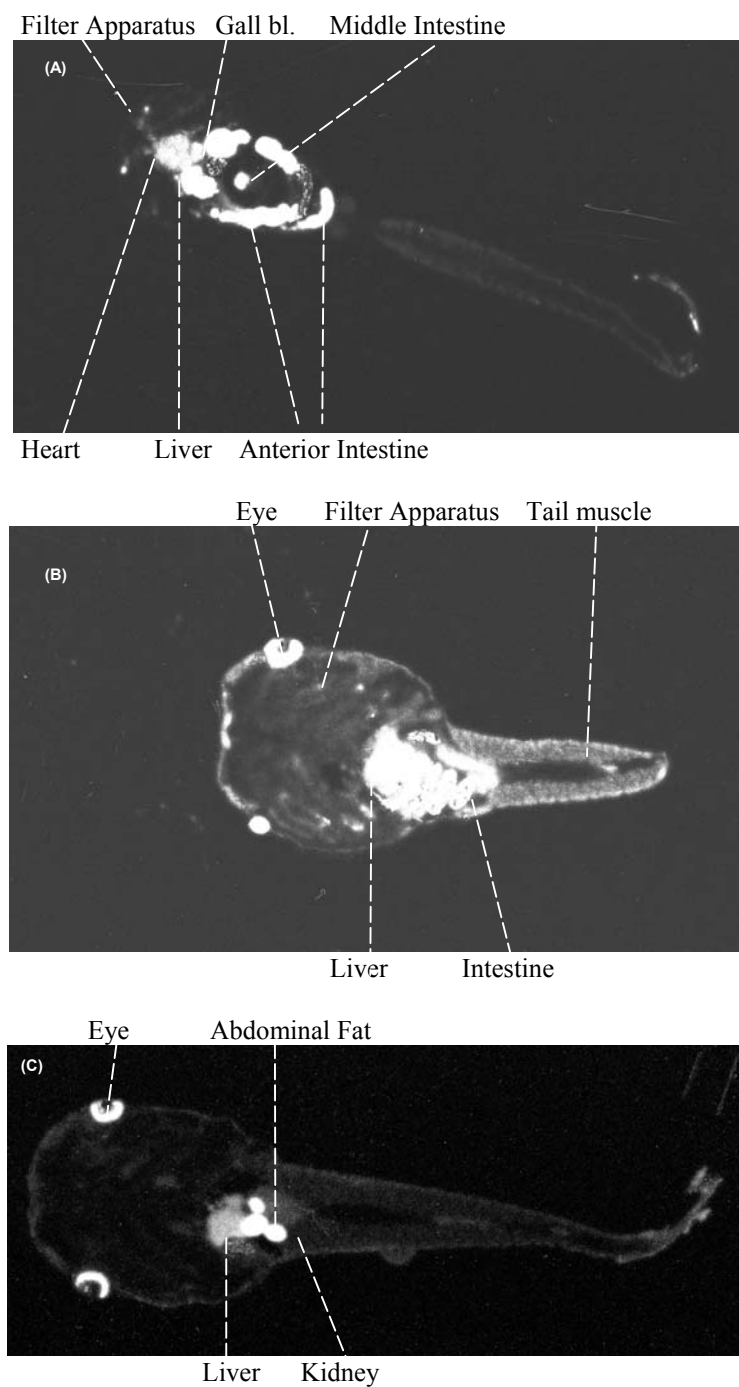 Filter Apparatus Gall bl. Middle Intestine
(A)
Heart Liver Anterior Intestine
Eye Filter Apparatus Tail muscle
(B)
Liver Intestine
Eye Abdominal Fat
(C)
Liver Kidney